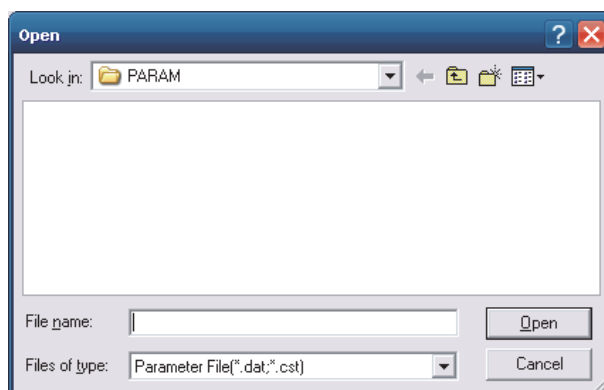 Open
Look in: PARAM
File name:
Open
Files of type: Parameter File(*.dat;*.cst)
Cancel